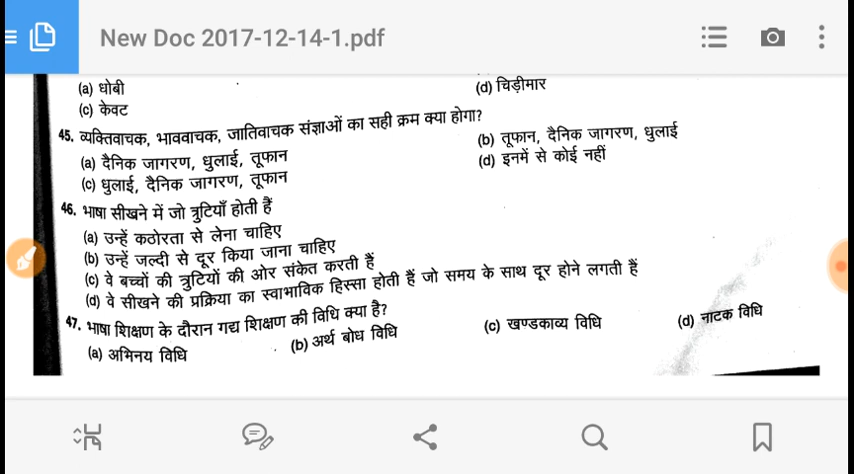 New Doc 2017-12-14-1.pdf
(a) धोबी (d) चिड़ीमार
(c) केवट
45. व्यक्तिवाचक, भाववाचक, जातिवाचक संज्ञाओं का सही क्रम क्या होगा?
(a) दैनिक जागरण, धुलाई, तूफान (b) तूफान, दैनिक जागरण, धुलाई
(c) धुलाई, दैनिक जागरण, तूफान (d) इनमें से कोई नहीं
46. भाषा सीखने में जो त्रुटियाँ होती हैं
(a) उन्हें कठोरता से लेना चाहिए
(b) उन्हें जल्दी से दूर किया जाना चाहिए
(c) वे बच्चों की त्रुटियों की ओर संकेत करती हैं
(d) वे सीखने की प्रक्रिया का स्वाभाविक हिस्सा होती हैं जो समय के साथ दूर होने लगती हैं
47. भाषा शिक्षण के दौरान गद्य शिक्षण की विधि क्या है?
(a) अभिनय विधि (b) अर्थ बोध विधि (c) खण्डकाव्य विधि (d) नाटक विधि